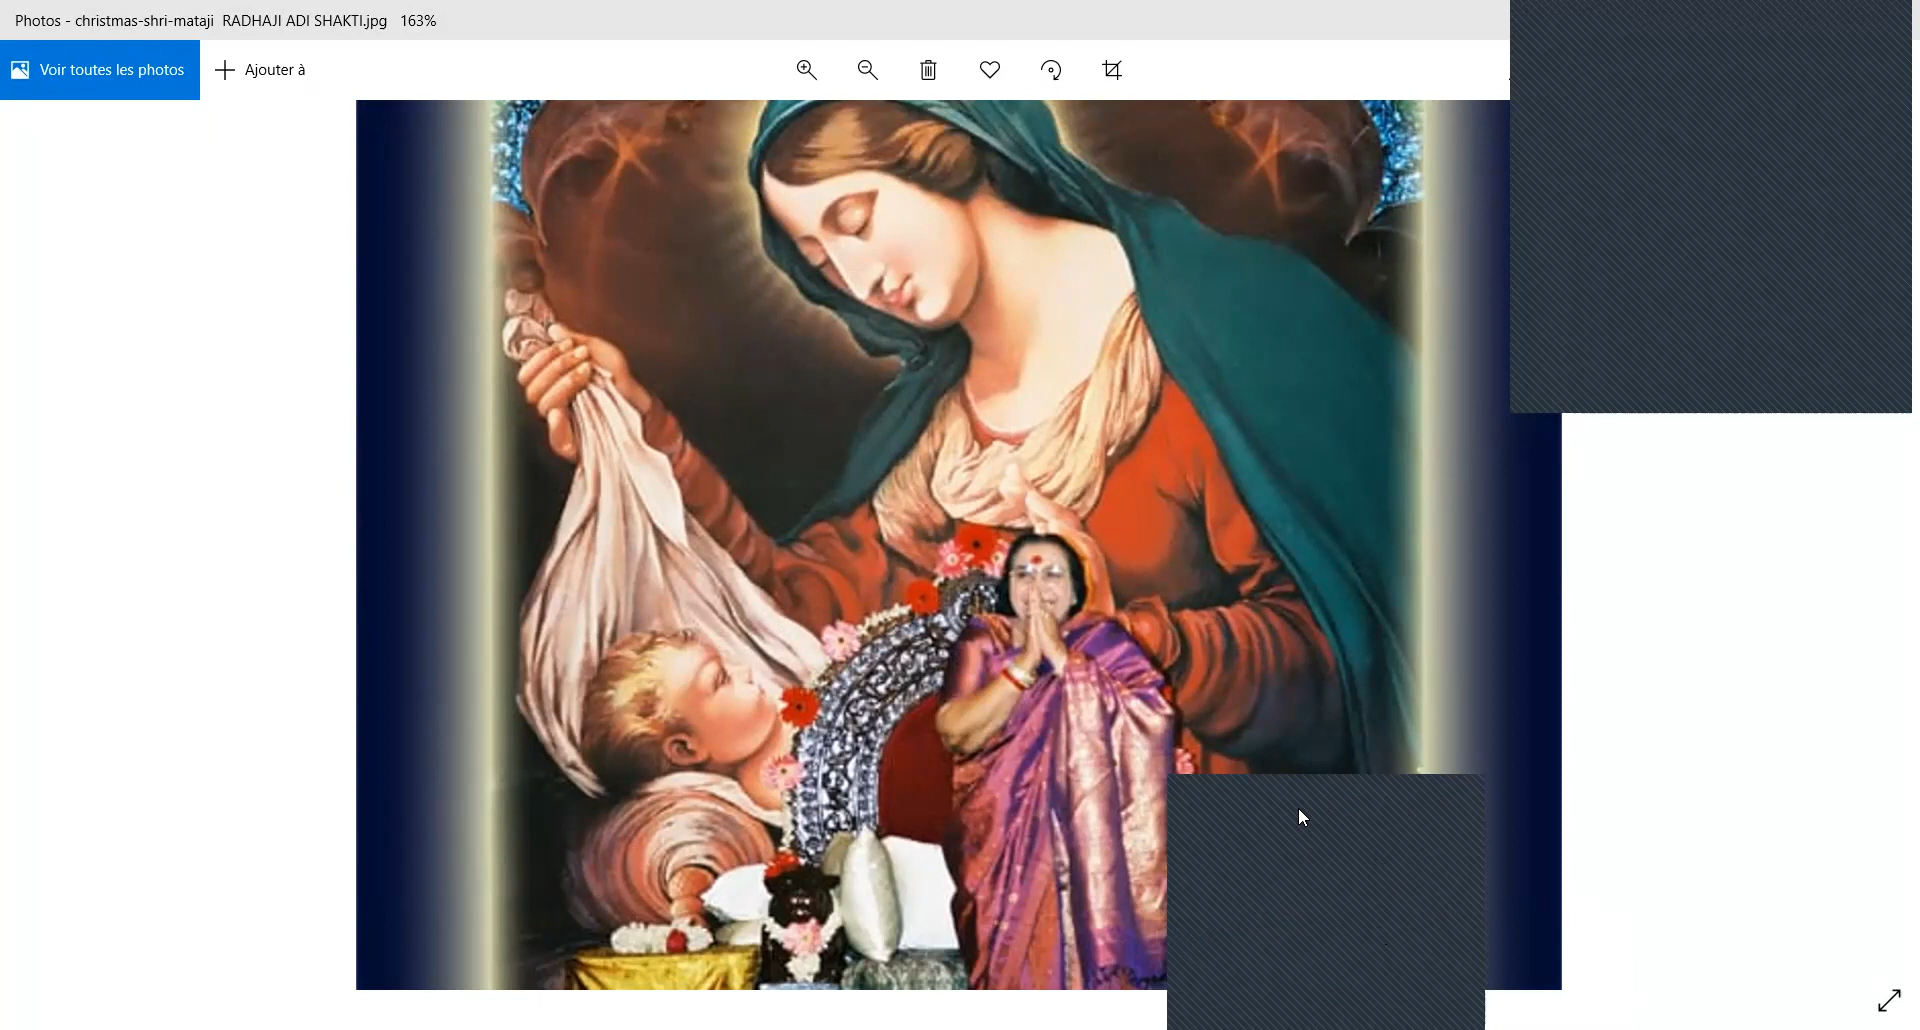 Photos - christmas-shri-mataji  RADHAJI ADI SHAKTI.jpg   163%
Voir toutes les photos
Ajouter à